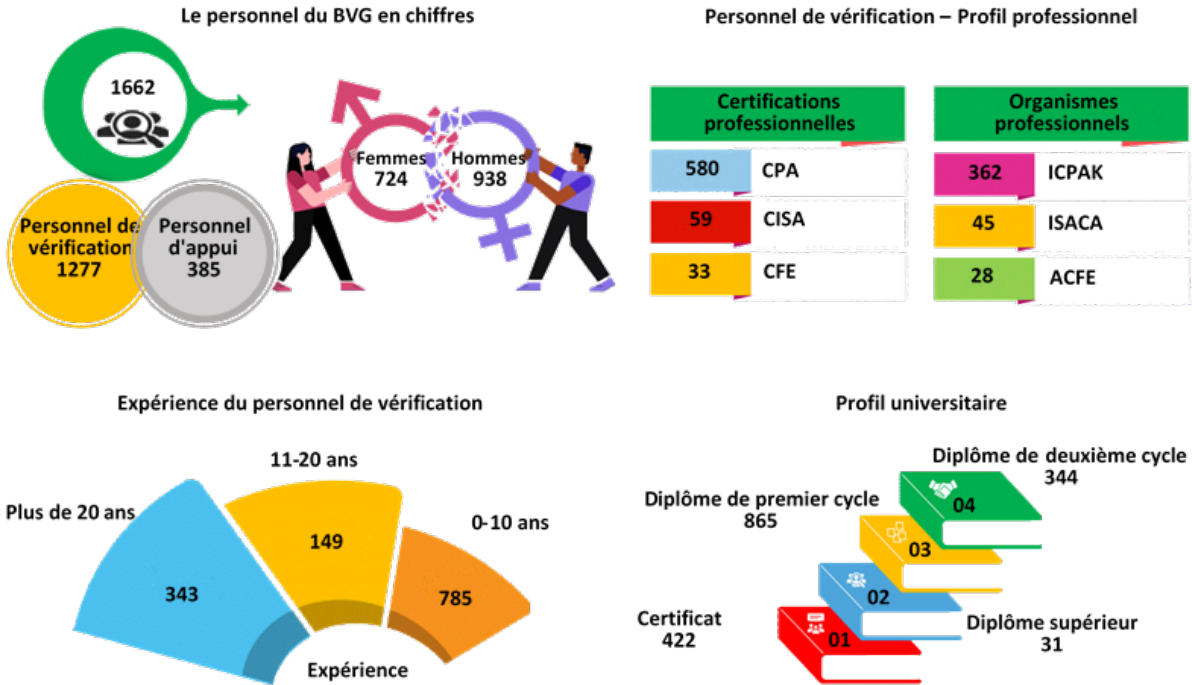 Le personnel du BVG en chiffres
1662
Femmes
724
Hommes
938
Personnel de
vérification
1277
Personnel
d'appui
385
Personnel de vérification – Profil professionnel
Certifications
professionnelles
580 CPA
59 CISA
33 CFE
Organismes
professionnels
362 ICPAK
45 ISACA
28 ACFE
Expérience du personnel de vérification
Plus de 20 ans
343
11-20 ans
149
0-10 ans
785
Expérience
Profil universitaire
Diplôme de deuxième cycle
344
04
Diplôme de premier cycle
865
03
02
Diplôme supérieur
31
Certificat
422
01